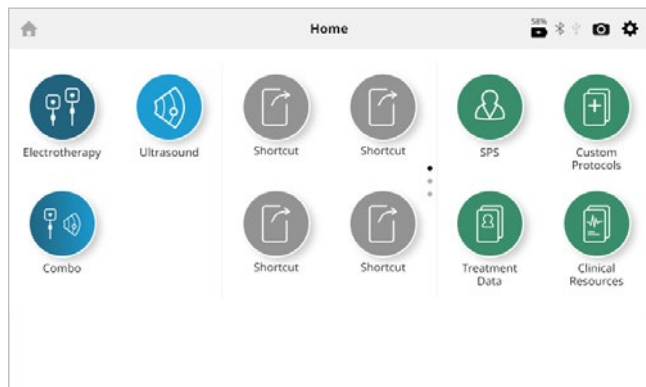 Home
58%
Electrotherapy
Ultrasound
Shortcut
Shortcut
SPS
Custom
Protocols
Combo
Shortcut
Shortcut
Treatment
Data
Clinical
Resources